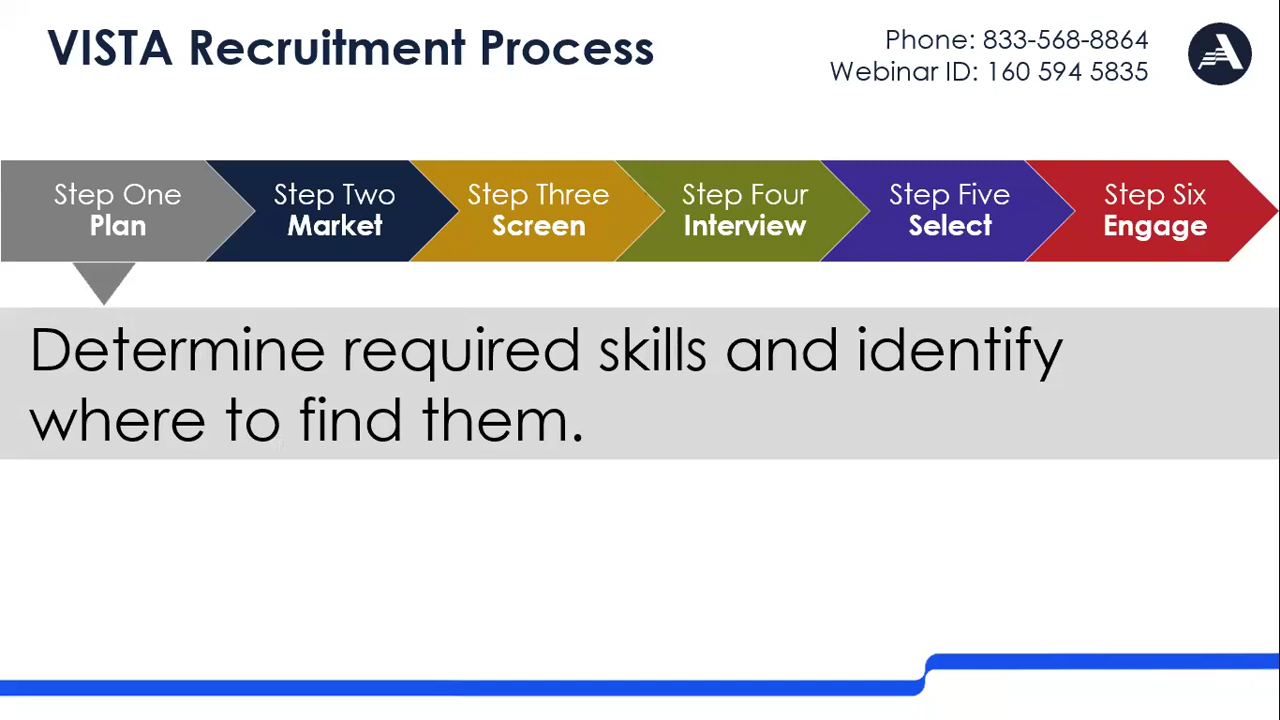 VISTA Recruitment Process
Phone: 833-568-8864
Webinar ID: 160 594 5835
Step One
Plan
Step Two
Market
Step Three
Screen
Step Four
Interview
Step Five
Select
Step Six
Engage
Determine required skills and identify
where to find them.